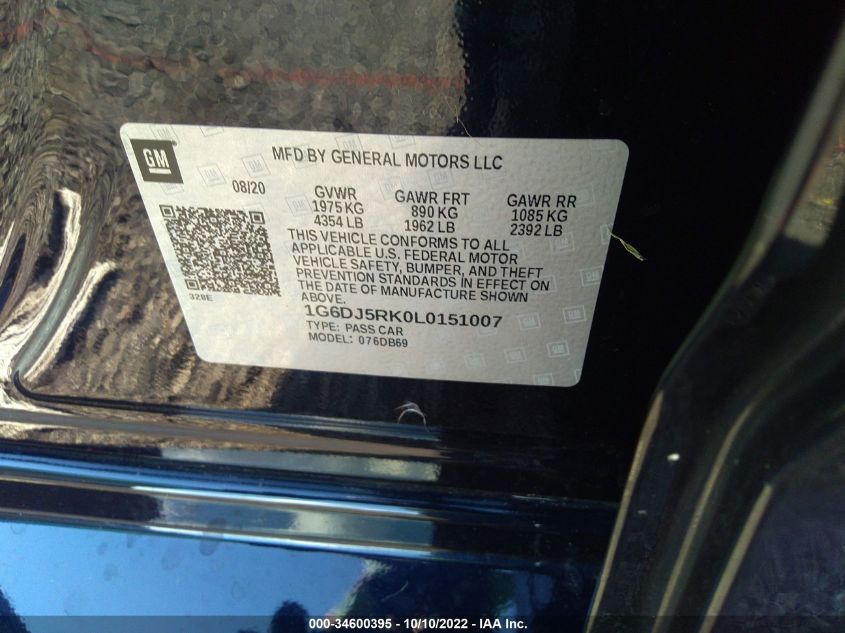 GM
MFD BY GENERAL MOTORS LLC
08/20
GVWR GAWR FRT GAWR RR
1975 KG 890 KG 1085 KG
4354 LB 1962 LB 2392 LB
THIS VEHICLE CONFORMS TO ALL
APPLICABLE U.S. FEDERAL MOTOR
VEHICLE SAFETY, BUMPER, AND THEFT
PREVENTION STANDARDS IN EFFECT ON
THE DATE OF MANUFACTURE SHOWN
ABOVE.
328E
1G6DJ5RK0L0151007
TYPE: PASS CAR
MODEL: 076DB69
000-34600395 - 10/10/2022 - IAA Inc.